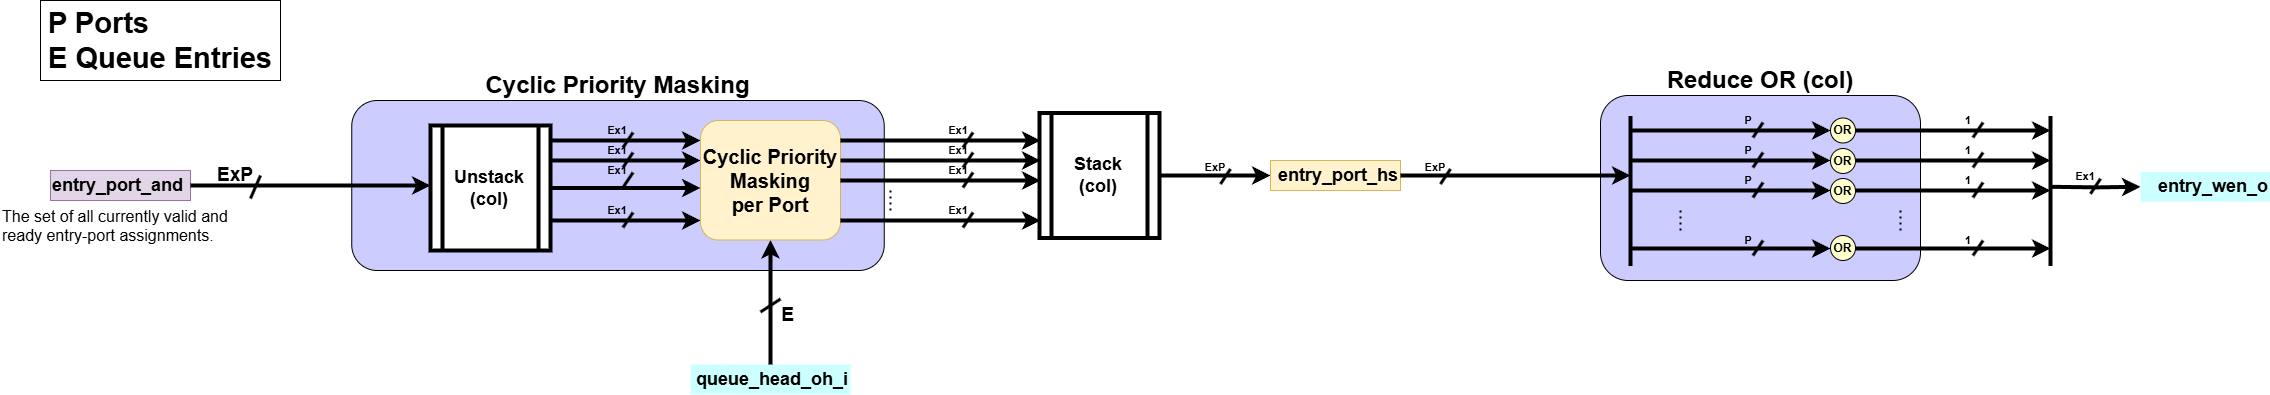 P Ports
E Queue Entries
Cyclic Priority Masking
Reduce OR (col)
entry_port_and
ExP
The set of all currently valid and
ready entry-port assignments.
Unstack
(col)
Ex1
Ex1
Ex1
Ex1
Cyclic Priority
Masking
per Port
E
queue_head_oh_i
Ex1
Ex1
Ex1
Ex1
Stack
(col)
ExP
entry_port_hs
ExP
P
OR
1
P
OR
1
P
OR
1
P
OR
1
Ex1
entry_wen_o